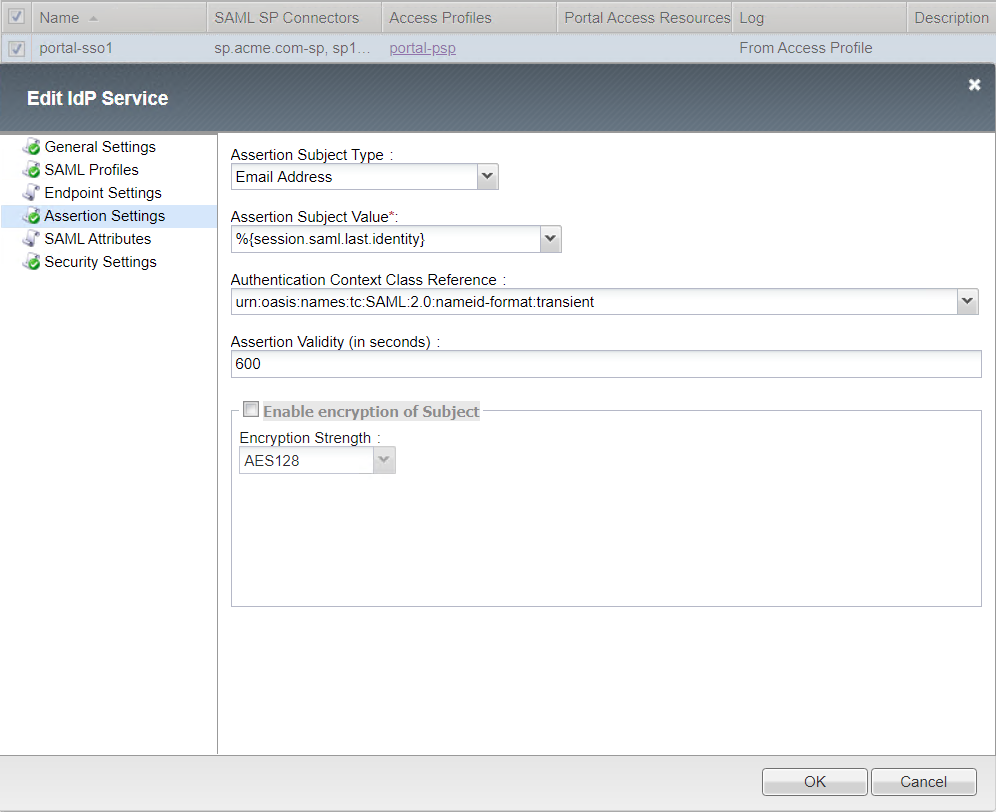 Name SAML SP Connectors Access Profiles Portal Access Resources Log Description
portal-sso1 sp.acme.com-sp, sp1... portal-psp From Access Profile
Edit IdP Service
General Settings
SAML Profiles
Endpoint Settings
Assertion Settings
SAML Attributes
Security Settings
Assertion Subject Type :
Email Address
Assertion Subject Value*:
%{session.saml.last.identity}
Authentication Context Class Reference :
urn:oasis:names:tc:SAML:2.0:nameid-format:transient
Assertion Validity (in seconds) :
600
Enable encryption of Subject
Encryption Strength :
AES128
OK Cancel